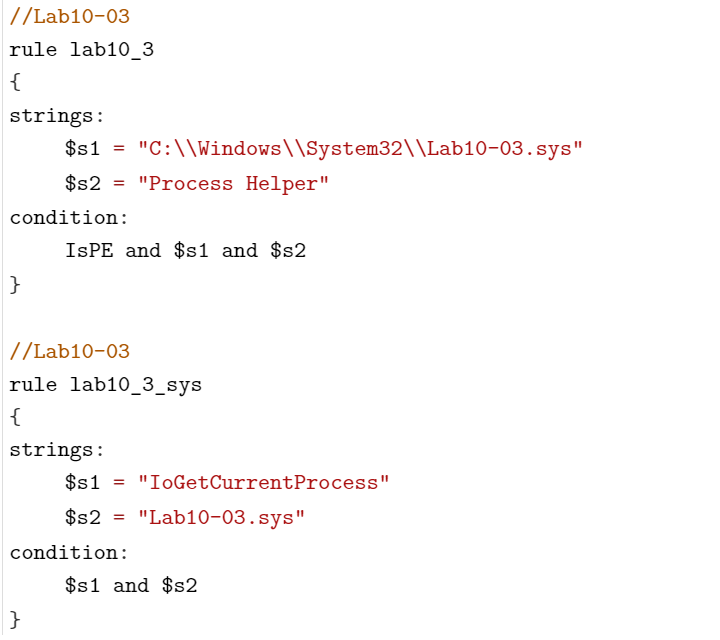 //Lab10-03
rule lab10_3
{
strings:
$s1 = "C:\\Windows\\System32\\Lab10-03.sys"
$s2 = "Process Helper"
condition:
IsPE and $s1 and $s2
}
//Lab10-03
rule lab10_3_sys
{
strings:
$s1 = "IoGetCurrentProcess"
$s2 = "Lab10-03.sys"
condition:
$s1 and $s2
}